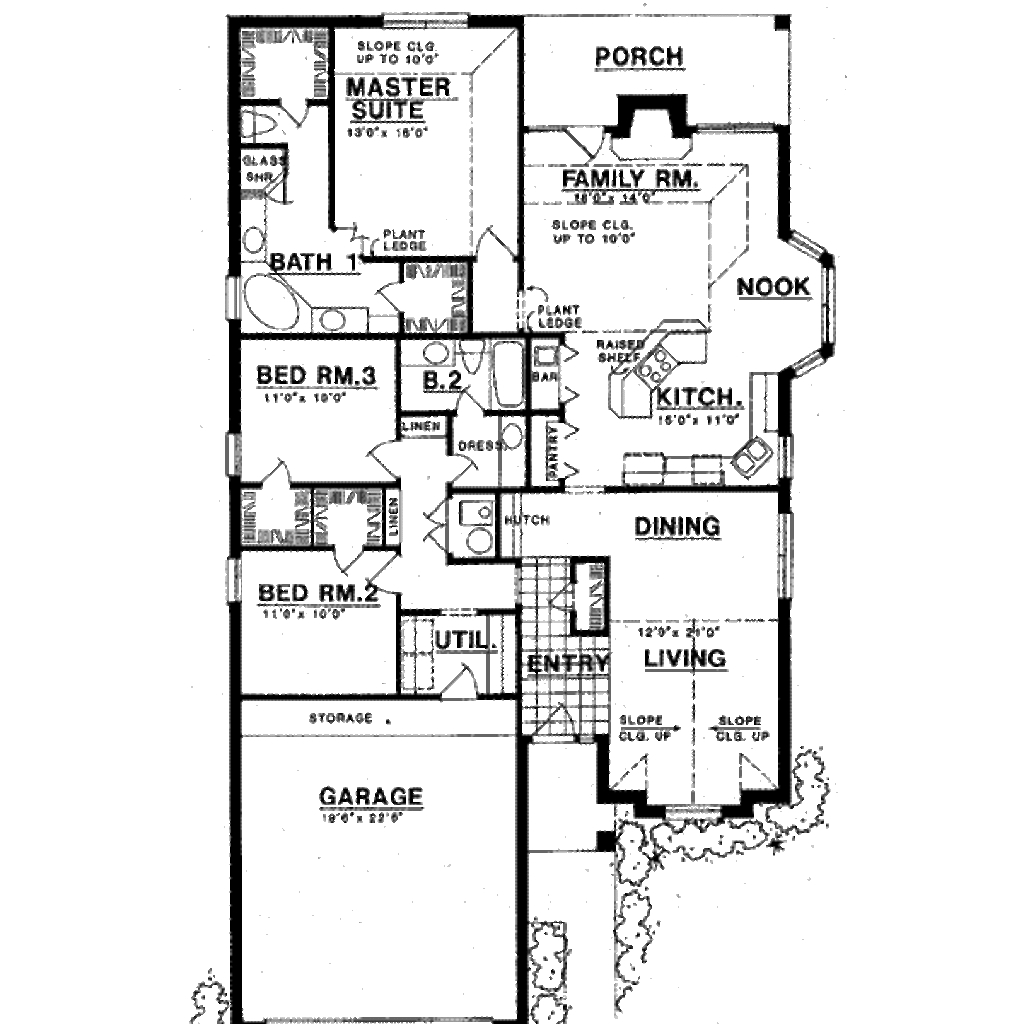 SLOPE CLG.
UP TO 10'0"
MASTER
SUITE
13'0" x 16'0"
PORCH
GLASS
SHR.
FAMILY RM.
16'0" x 14'0"
SLOPE CLG.
UP TO 10'0"
PLANT
LEDGE
BATH 1
NOOK
PLANT
LEDGE
RAISED
SHELF
BED RM.3
11'0" x 10'0"
B.2
BAR
KITCH.
15'0" x 11'0"
LINEN
DRESS.
PANTRY
LINEN
HUTCH
DINING
BED RM.2
11'0" x 10'0"
12'0" x 21'0"
UTIL.
ENTRY
LIVING
STORAGE
SLOPE
CLG. UP
SLOPE
CLG. UP
GARAGE
19'6" x 22'6"